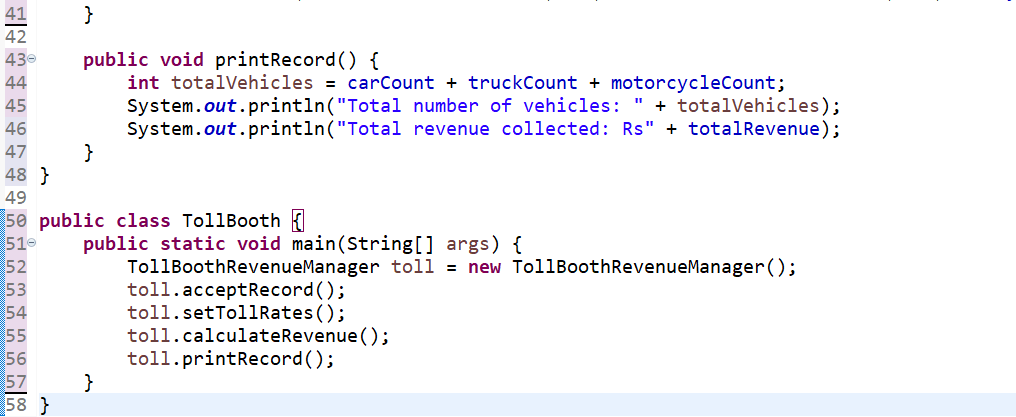 41     }
42
43     public void printRecord() {
44         int totalVehicles = carCount + truckCount + motorcycleCount;
45         System.out.println("Total number of vehicles: " + totalVehicles);
46         System.out.println("Total revenue collected: Rs" + totalRevenue);
47     }
48 }
49
50 public class TollBooth {
51     public static void main(String[] args) {
52         TollBoothRevenueManager toll = new TollBoothRevenueManager();
53         toll.acceptRecord();
54         toll.setTollRates();
55         toll.calculateRevenue();
56         toll.printRecord();
57     }
58 }